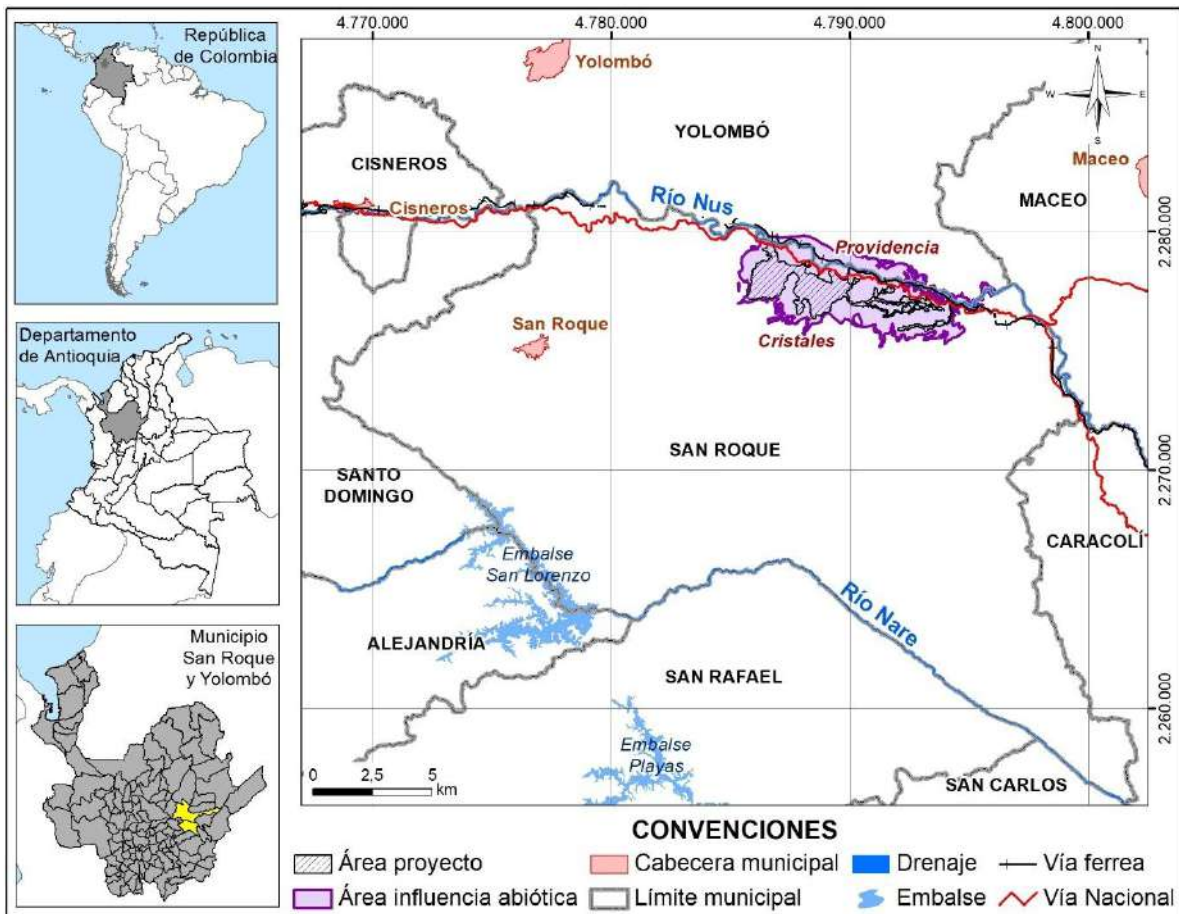 República
de Colombia
Departamento
de Antioquia
Municipio
San Roque
y Yolombó
4.770.000
4.780.000
4.790.000
4.800.000
Yolombó
N
W
E
S
YOLOMBÓ
CISNEROS
Maceo
MACEO
Cisneros
Río Nus
2.280.000
Providencia
San Roque
Cristales
SAN ROQUE
2.270.000
SANTO
DOMINGO
CARACOLÍ
Embalse
San Lorenzo
Río Nare
ALEJANDRÍA
SAN RAFAEL
2.260.000
Embalse
Playas
SAN CARLOS
0 2,5 5
km
CONVENCIONES
Área proyecto
Cabecera municipal
Drenaje
Vía ferrea
Área influencia abiótica
Límite municipal
Embalse
Vía Nacional